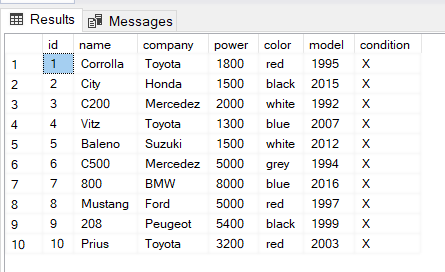 Results Messages
id name company power color model condition
1 1 Corrolla Toyota 1800 red 1995 X
2 2 City Honda 1500 black 2015 X
3 3 C200 Mercedez 2000 white 1992 X
4 4 Vitz Toyota 1300 blue 2007 X
5 5 Baleno Suzuki 1500 white 2012 X
6 6 C500 Mercedez 5000 grey 1994 X
7 7 800 BMW 8000 blue 2016 X
8 8 Mustang Ford 5000 red 1997 X
9 9 208 Peugeot 5400 black 1999 X
10 10 Prius Toyota 3200 red 2003 X